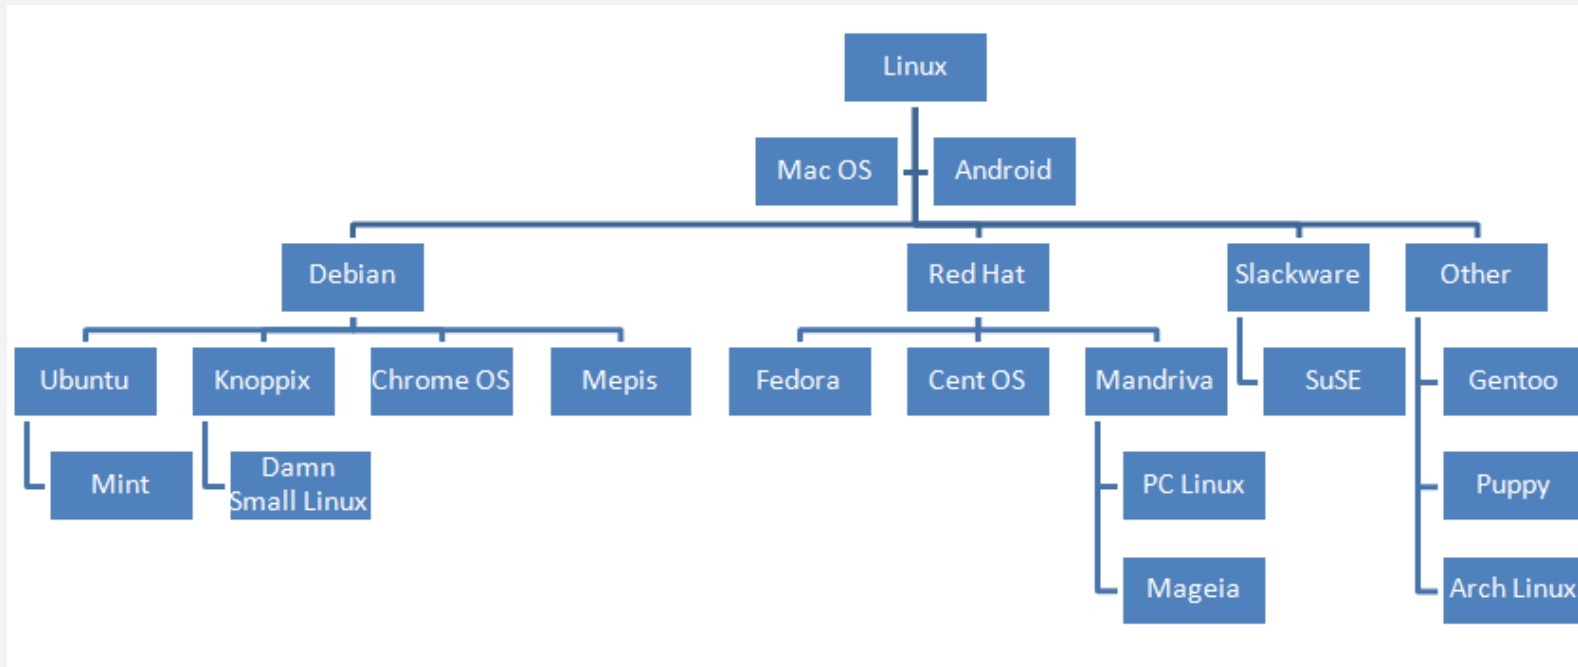 Linux
Mac OS
Android
Debian
Red Hat
Slackware
Other
Ubuntu
Knoppix
Chrome OS
Mepis
Fedora
Cent OS
Mandriva
SuSE
Gentoo
Mint
Damn
Small Linux
PC Linux
Puppy
Mageia
Arch Linux